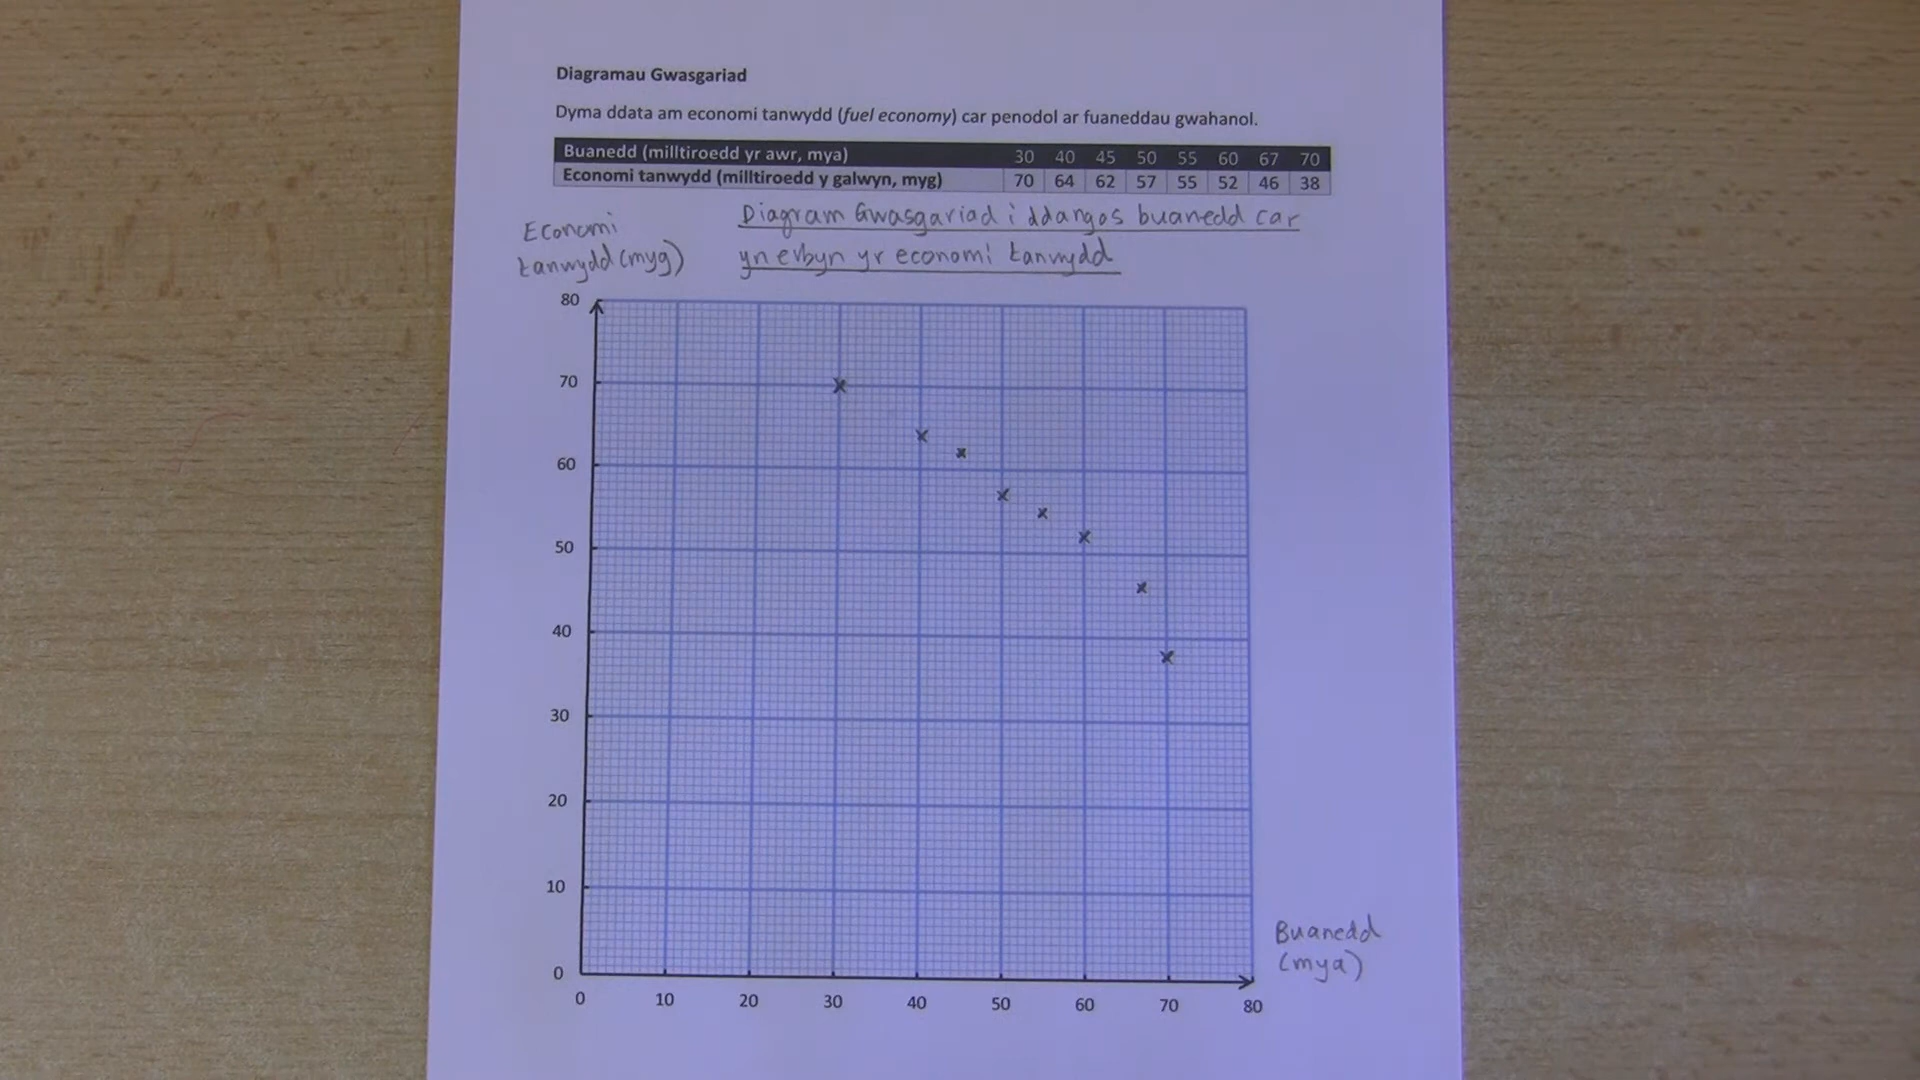 Diagramau Gwasgariad
Dyma ddata am economi tanwydd (fuel economy) car penodol ar fuaneddau gwahanol.
Buanedd (milltiroedd yr awr, mya) 30 40 45 50 55 60 67 70
Economi tanwydd (milltiroedd y galwyn, myg) 70 64 62 57 55 52 46 38
Diagram Gwasgariad i ddangos buanedd car
yn erbyn yr economi tanwydd
Economi
tanwydd (myg)
80
70
60
50
40
30
20
10
0
0 10 20 30 40 50 60 70 80
Buanedd
(mya)